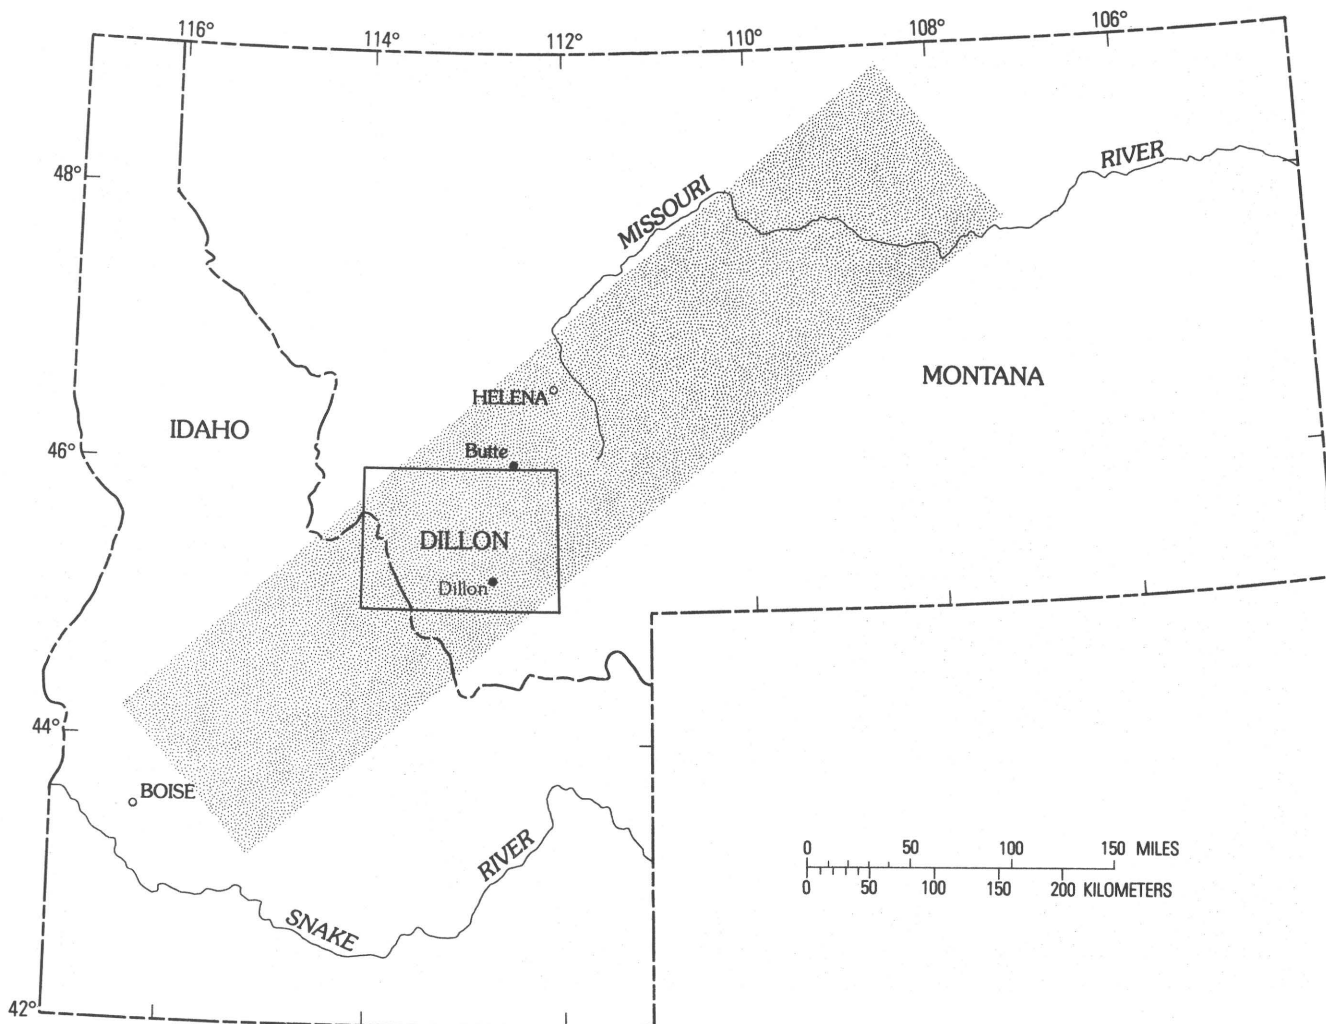 116°
114°
112°
110°
108°
106°
48°
RIVER
MISSOURI
MONTANA
HELENA
IDAHO
46°
Butte
DILLON
Dillon
44°
BOISE
RIVER
SNAKE
0 50 100 150 MILES
0 50 100 150 200 KILOMETERS
42°